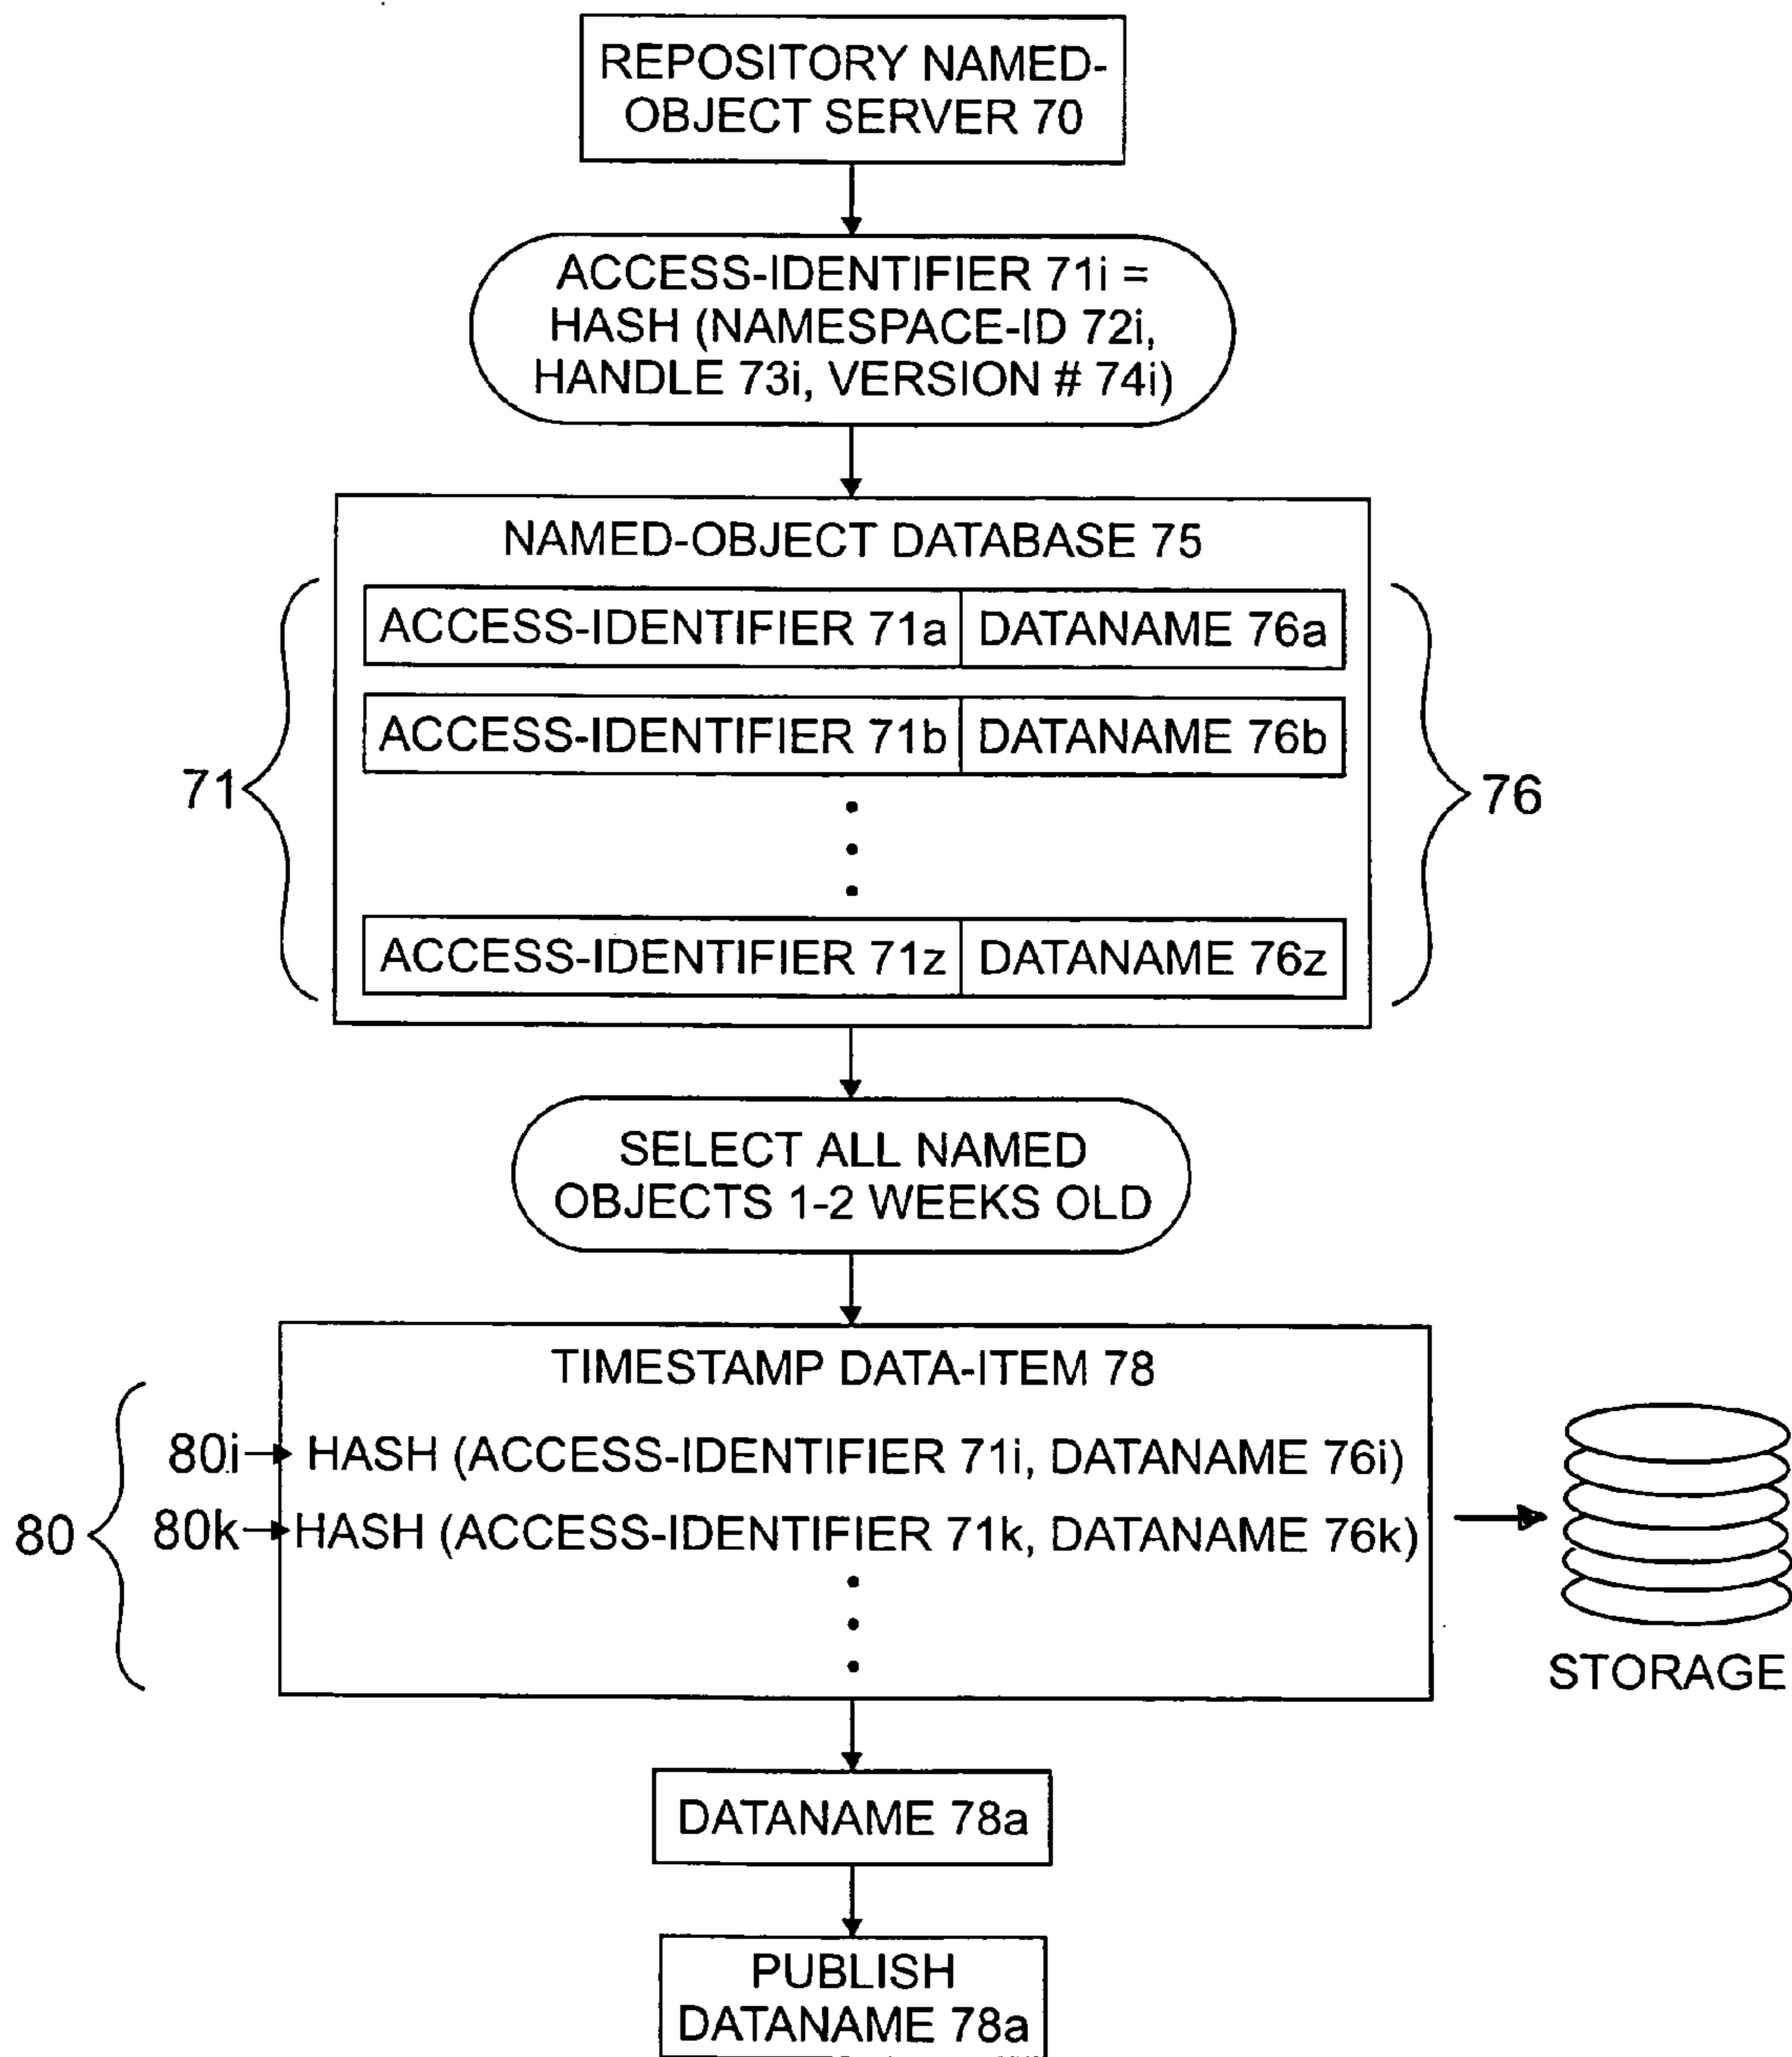 REPOSITORY NAMED-
OBJECT SERVER 70
ACCESS-IDENTIFIER 71i =
HASH (NAMESPACE-ID 72i,
HANDLE 73i, VERSION # 74i)
NAMED-OBJECT DATABASE 75
ACCESS-IDENTIFIER 71a DATANAME 76a
ACCESS-IDENTIFIER 71b DATANAME 76b
71
76
ACCESS-IDENTIFIER 71z DATANAME 76z
SELECT ALL NAMED
OBJECTS 1-2 WEEKS OLD
TIMESTAMP DATA-ITEM 78
80i HASH (ACCESS-IDENTIFIER 71i, DATANAME 76i)
80
80k HASH (ACCESS-IDENTIFIER 71k, DATANAME 76k)
STORAGE
DATANAME 78a
PUBLISH
DATANAME 78a